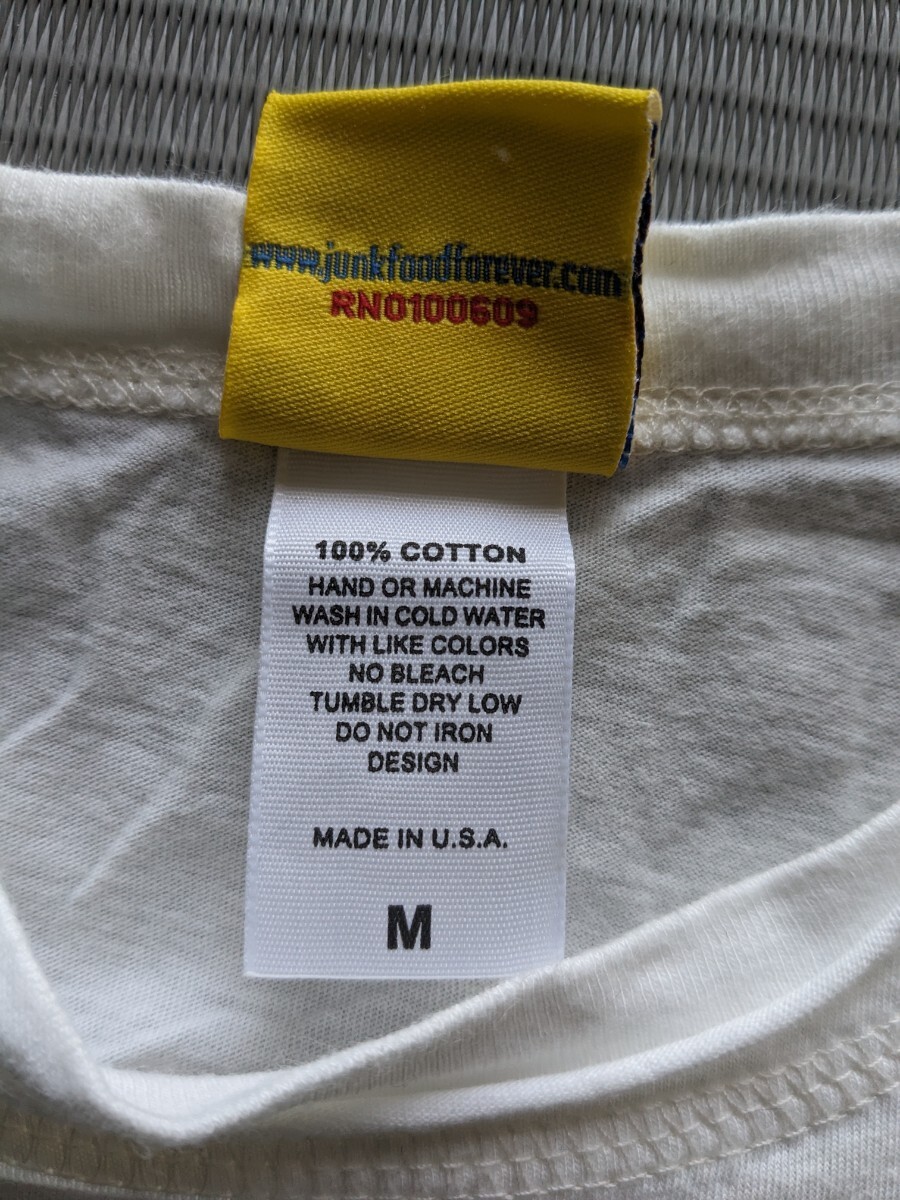 www.junkfoodforever.com
RN0100609
100% COTTON
HAND OR MACHINE
WASH IN COLD WATER
WITH LIKE COLORS
NO BLEACH
TUMBLE DRY LOW
DO NOT IRON
DESIGN
MADE IN U.S.A.
M